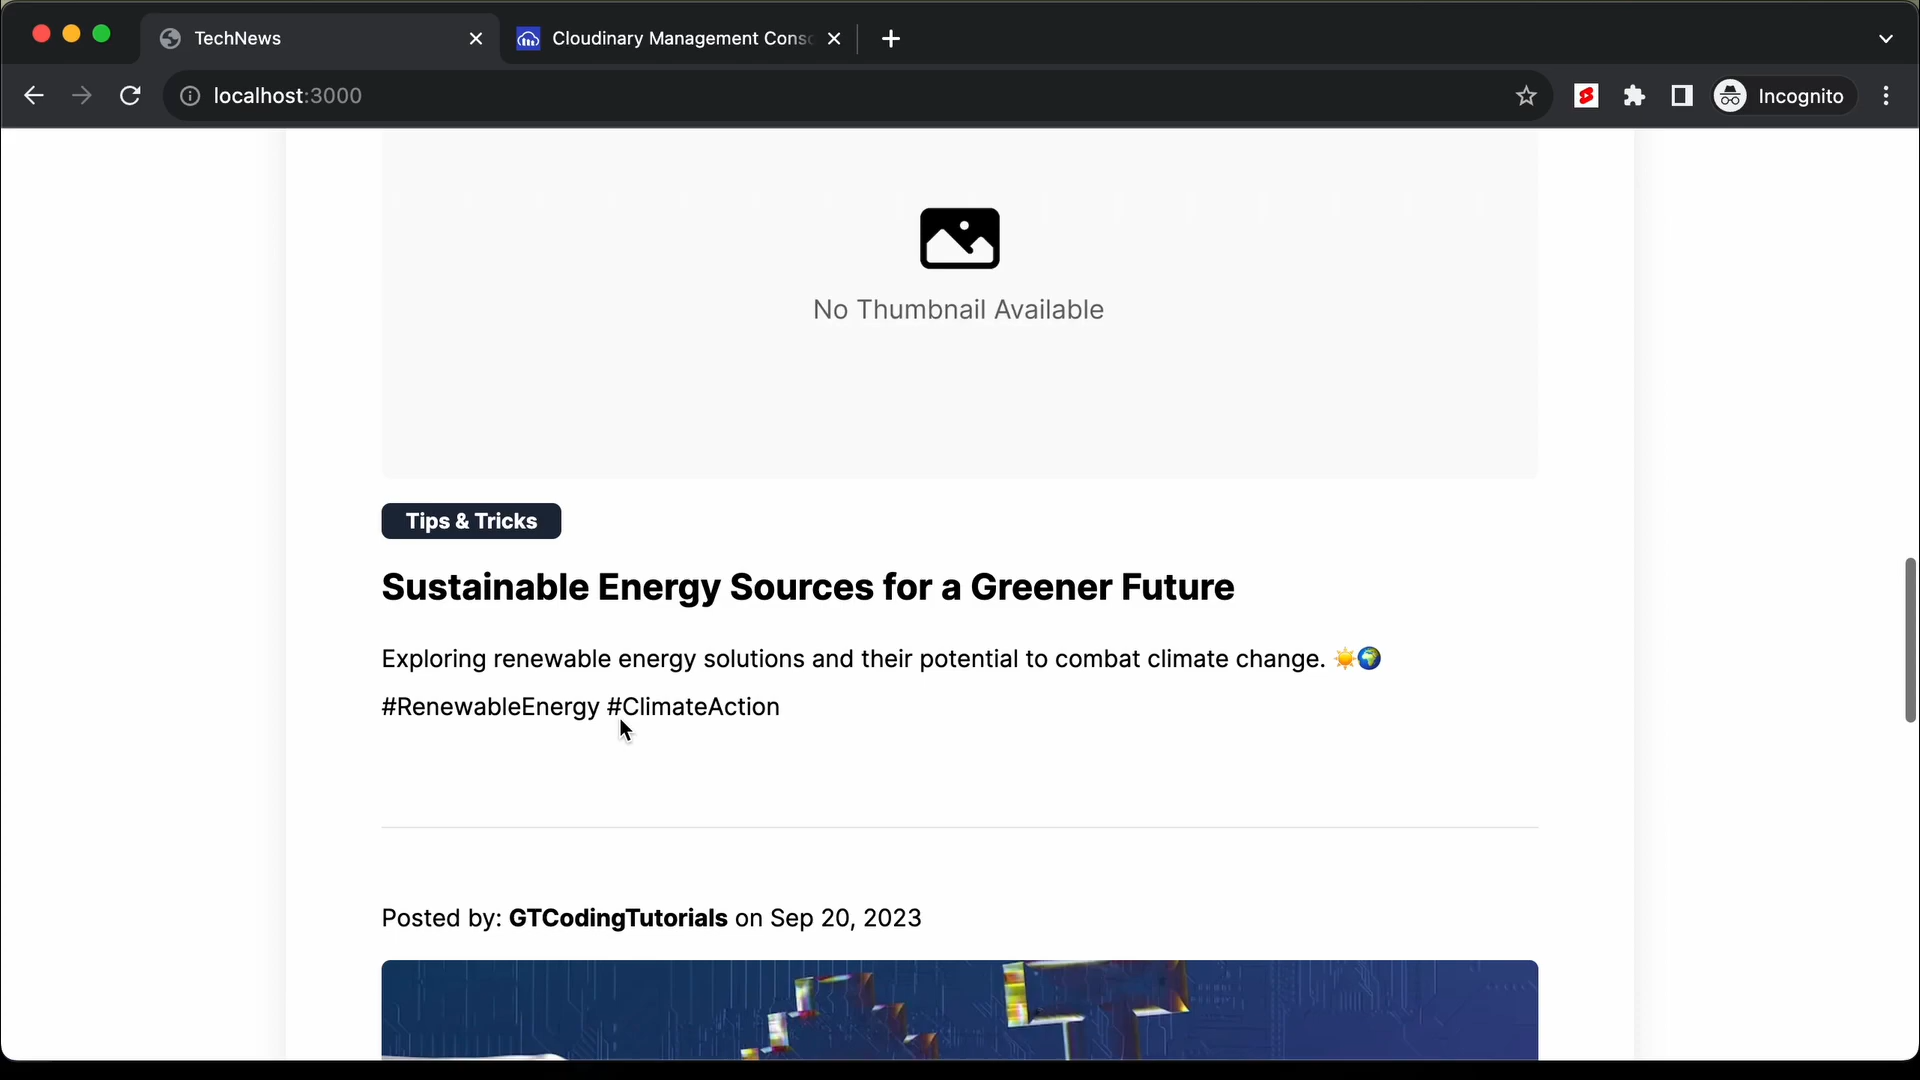 TechNews
Cloudinary Management Cons
localhost:3000
Incognito
No Thumbnail Available
Tips & Tricks
Sustainable Energy Sources for a Greener Future
Exploring renewable energy solutions and their potential to combat climate change. ☀️🌍
#RenewableEnergy #ClimateAction
Posted by: GTCodingTutorials on Sep 20, 2023